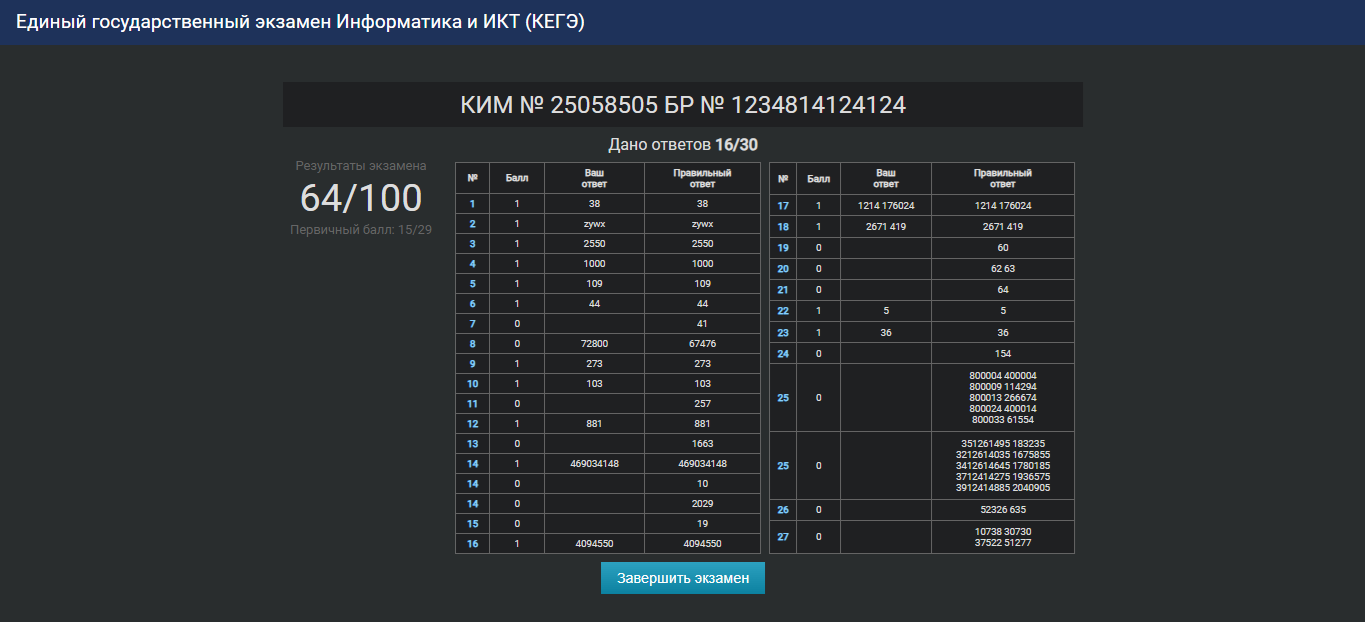 Единый государственный экзамен Информатика и ИКТ (КЕГЭ)
КИМ № 25058505 БР № 1234814124124
Дано ответов 16/30
Результаты экзамена
64/100
Первичный балл: 15/29
№ Балл Ваш ответ Правильный ответ
1 1 38 38
2 1 zywx zywx
3 1 2550 2550
4 1 1000 1000
5 1 109 109
6 1 44 44
7 0 41
8 0 72800 67476
9 1 273 273
10 1 103 103
11 0 257
12 1 881 881
13 0 1663
14 1 469034148 469034148
14 0 10
14 0 2029
15 0 19
16 1 4094550 4094550
№ Балл Ваш ответ Правильный ответ
17 1 1214 176024 1214 176024
18 1 2671 419 2671 419
19 0 60
20 0 62 63
21 0 64
22 1 5 5
23 1 36 36
24 0 154
25 0 800004 400004
800009 114294
800013 266674
800024 400014
800033 61554
25 0 351261495 183235
3212614035 1675855
3412614645 1780185
3712414275 1936575
3912414885 2040905
26 0 52326 635
27 0 10738 30730
37522 51277
Завершить экзамен